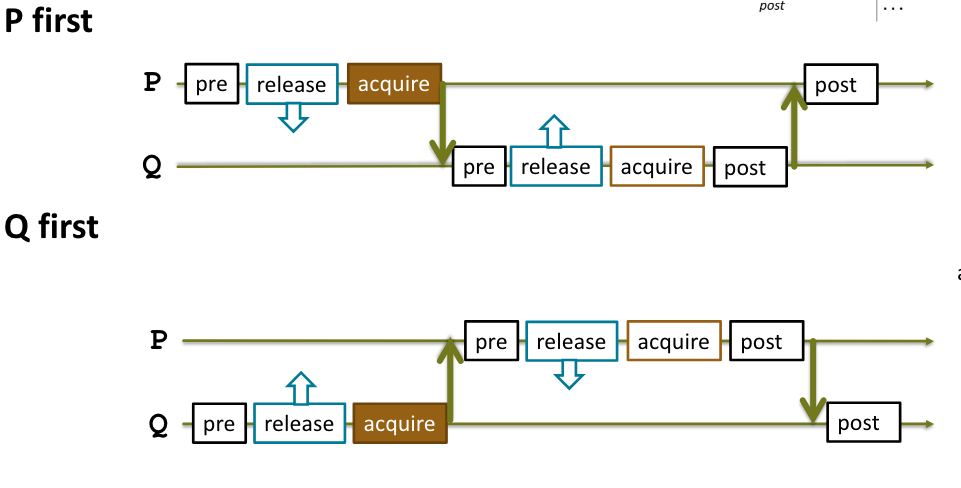 post
...
P first
P pre release acquire post
Q pre release acquire post
Q first
P pre release acquire post
Q pre release acquire post